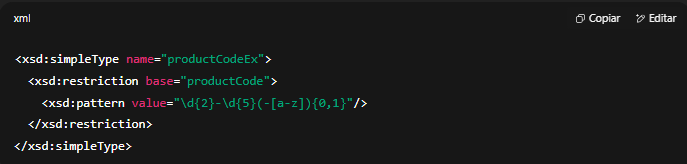 xml Copiar Editar
<xsd:simpleType name="productCodeEx">
  <xsd:restriction base="productCode">
    <xsd:pattern value="\d{2}-\d{5}(-[a-z]){0,1}"/>
  </xsd:restriction>
</xsd:simpleType>